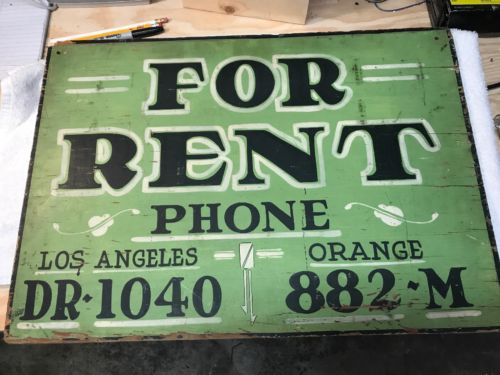 FOR
RENT
PHONE
LOS ANGELES ORANGE
DR-1040 882-M